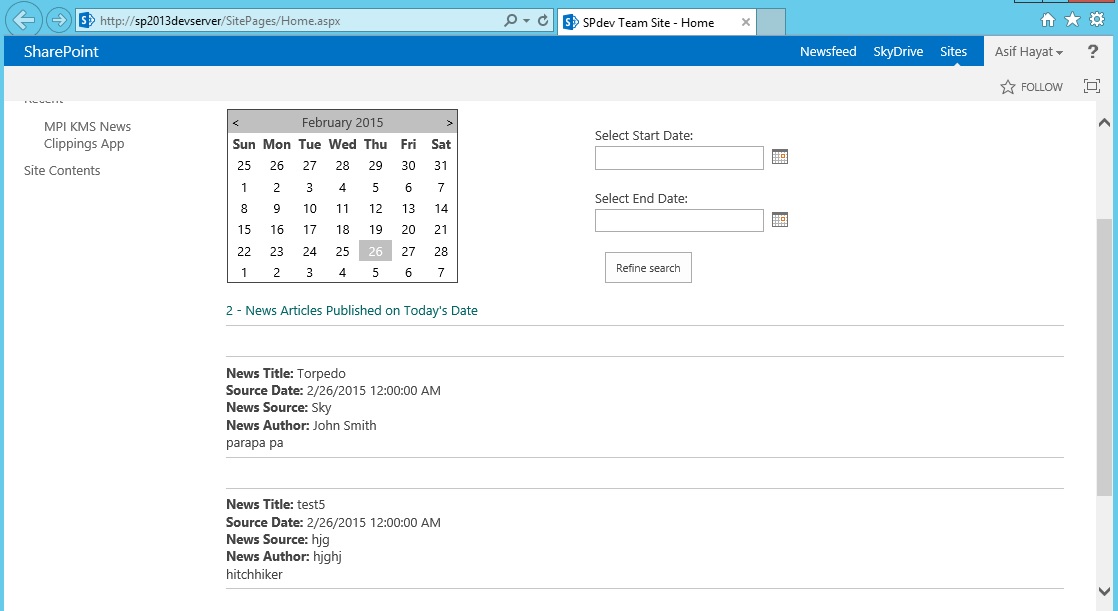 http://sp2013devserver/SitePages/Home.aspx
SPdev Team Site - Home
SharePoint
Newsfeed SkyDrive Sites Asif Hayat ?
FOLLOW
Recent
MPI KMS News
Clippings App
Site Contents
< February 2015 >
Sun Mon Tue Wed Thu Fri Sat
25 26 27 28 29 30 31
1 2 3 4 5 6 7
8 9 10 11 12 13 14
15 16 17 18 19 20 21
22 23 24 25 26 27 28
1 2 3 4 5 6 7
Select Start Date:
Select End Date:
Refine search
2 - News Articles Published on Today's Date
News Title: Torpedo
Source Date: 2/26/2015 12:00:00 AM
News Source: Sky
News Author: John Smith
parapa pa
News Title: test5
Source Date: 2/26/2015 12:00:00 AM
News Source: hjg
News Author: hjghj
hitchhiker